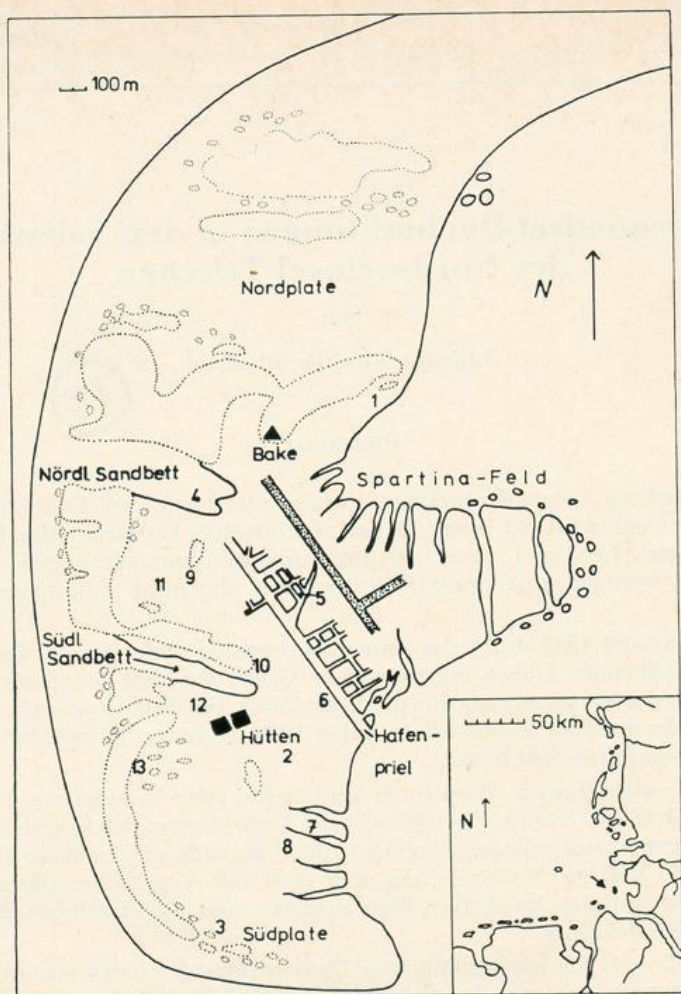 100 m
Nordplate
N
1
Bake
Nördl. Sandbett
Spartina-Feld
4
9
11
5
Südl.
Sandbett
10
12
6
Hütten
Hafen-
priel
2
13
7
8
3
Südplate
50 km
N